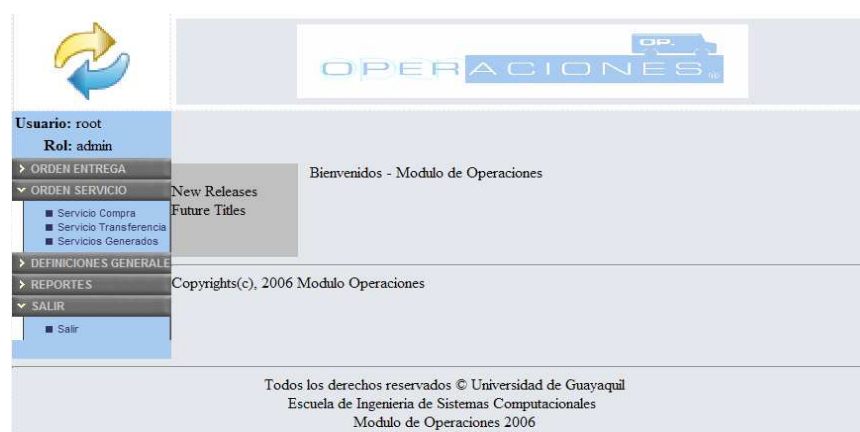 OP.
OPERACIONES
Usuario: root
Rol: admin
ORDEN ENTREGA
ORDEN SERVICIO
Servicio Compra
Servicio Transferencia
Servicios Generados
DEFINICIONES GENERALE
REPORTES
SALIR
Salir
Bienvenidos - Modulo de Operaciones
New Releases
Future Titles
Copyrights(c), 2006 Modulo Operaciones
Todos los derechos reservados © Universidad de Guayaquil
Escuela de Ingenieria de Sistemas Computacionales
Modulo de Operaciones 2006